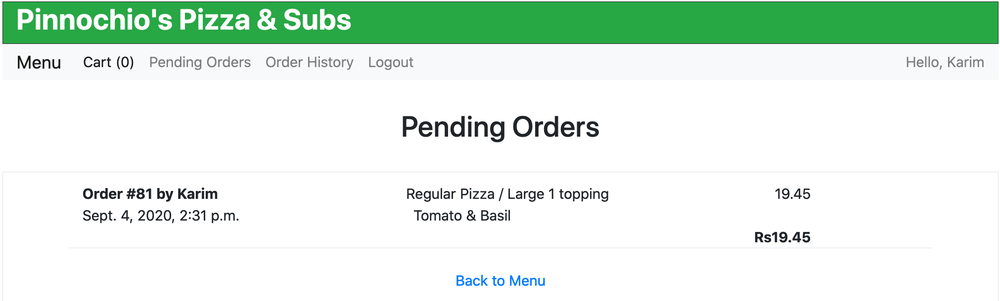 Pinnochio's Pizza & Subs
Menu Cart (0) Pending Orders Order History Logout Hello, Karim
Pending Orders
Order #81 by Karim Regular Pizza / Large 1 topping 19.45
Sept. 4, 2020, 2:31 p.m. Tomato & Basil
Rs19.45
Back to Menu